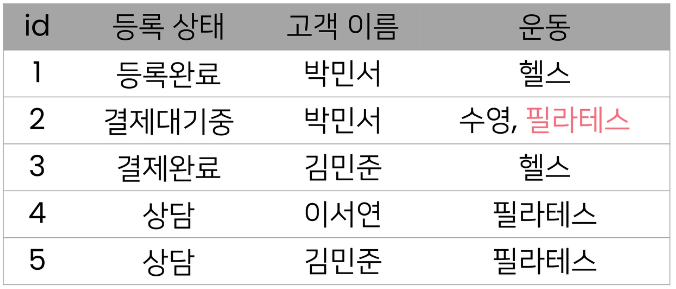 id 등록 상태 고객 이름 운동
1 등록완료 박민서 헬스
2 결제대기중 박민서 수영, 필라테스
3 결제완료 김민준 헬스
4 상담 이서연 필라테스
5 상담 김민준 필라테스